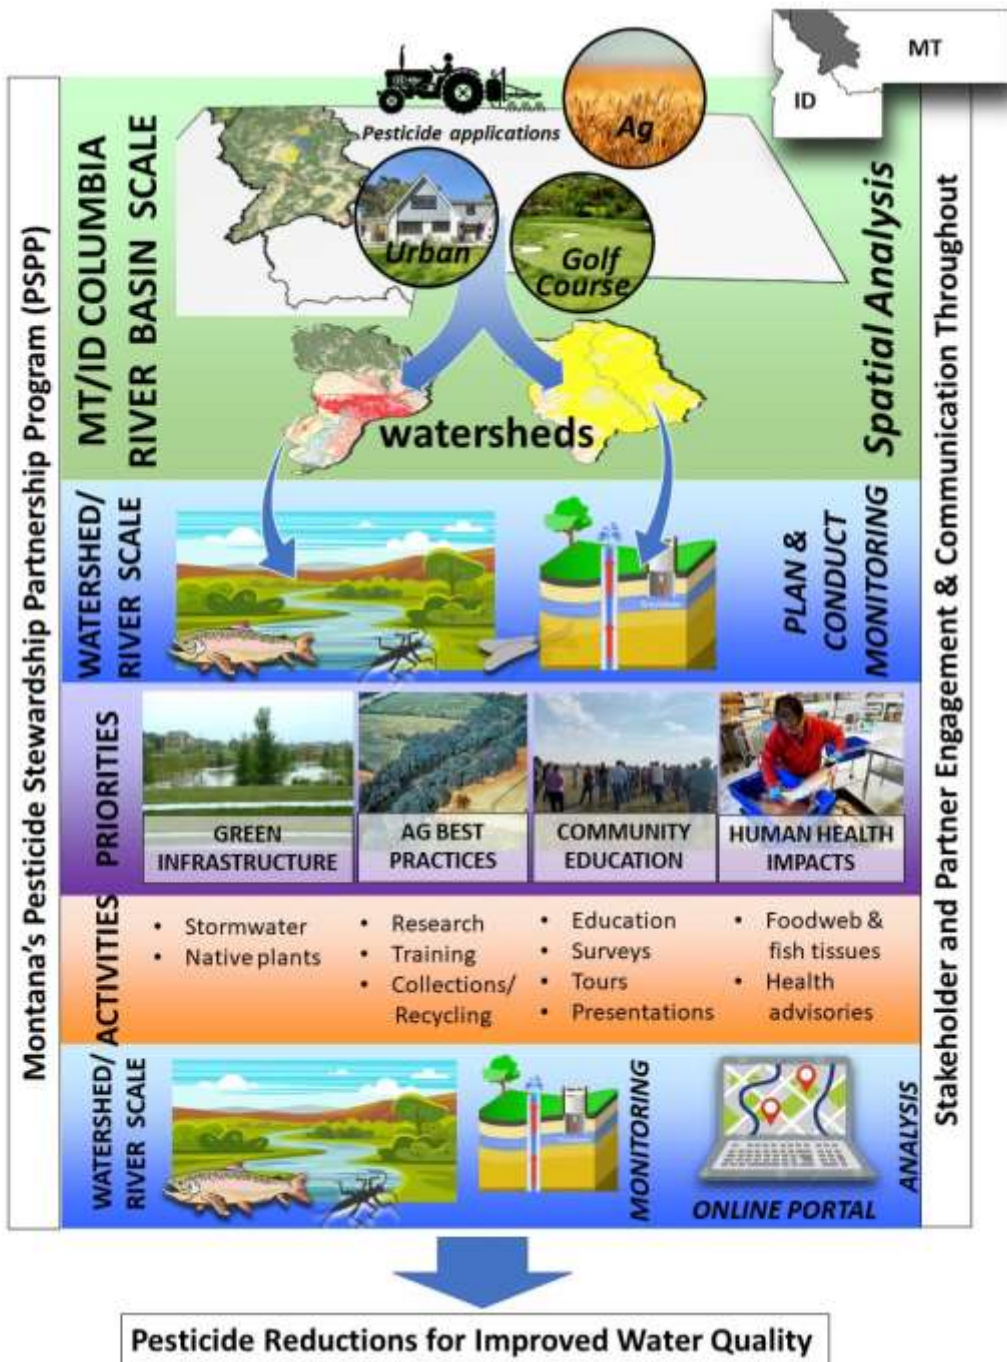 MT
ID
Pesticide applications
Ag
Urban
Golf
Course
watersheds
MT/ID COLUMBIA
RIVER BASIN SCALE
Spatial Analysis
Montana's Pesticide Stewardship Partnership Program (PSPP)
Stakeholder and Partner Engagement & Communication Throughout
WATERSHED/
RIVER SCALE
PLAN &
CONDUCT
MONITORING
PRIORITIES
GREEN
INFRASTRUCTURE
AG BEST
PRACTICES
COMMUNITY
EDUCATION
HUMAN HEALTH
IMPACTS
ACTIVITIES
• Stormwater
• Native plants
• Research
• Training
• Collections/
Recycling
• Education
• Surveys
• Tours
• Presentations
• Foodweb &
fish tissues
• Health
advisories
WATERSHED/
RIVER SCALE
MONITORING
ONLINE PORTAL
ANALYSIS
Pesticide Reductions for Improved Water Quality